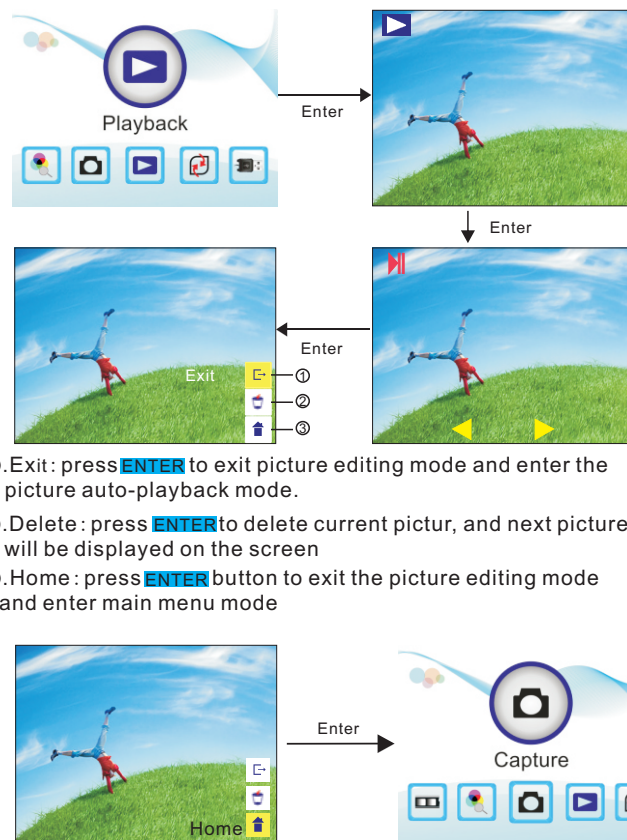 Playback
Enter
Enter
Enter
Exit
①
②
③
.Exit: press ENTER to exit picture editing mode and enter the
picture auto-playback mode.
.Delete: press ENTER to delete current pictur, and next picture
will be displayed on the screen
.Home: press ENTER button to exit the picture editing mode
and enter main menu mode
Enter
Capture
Home